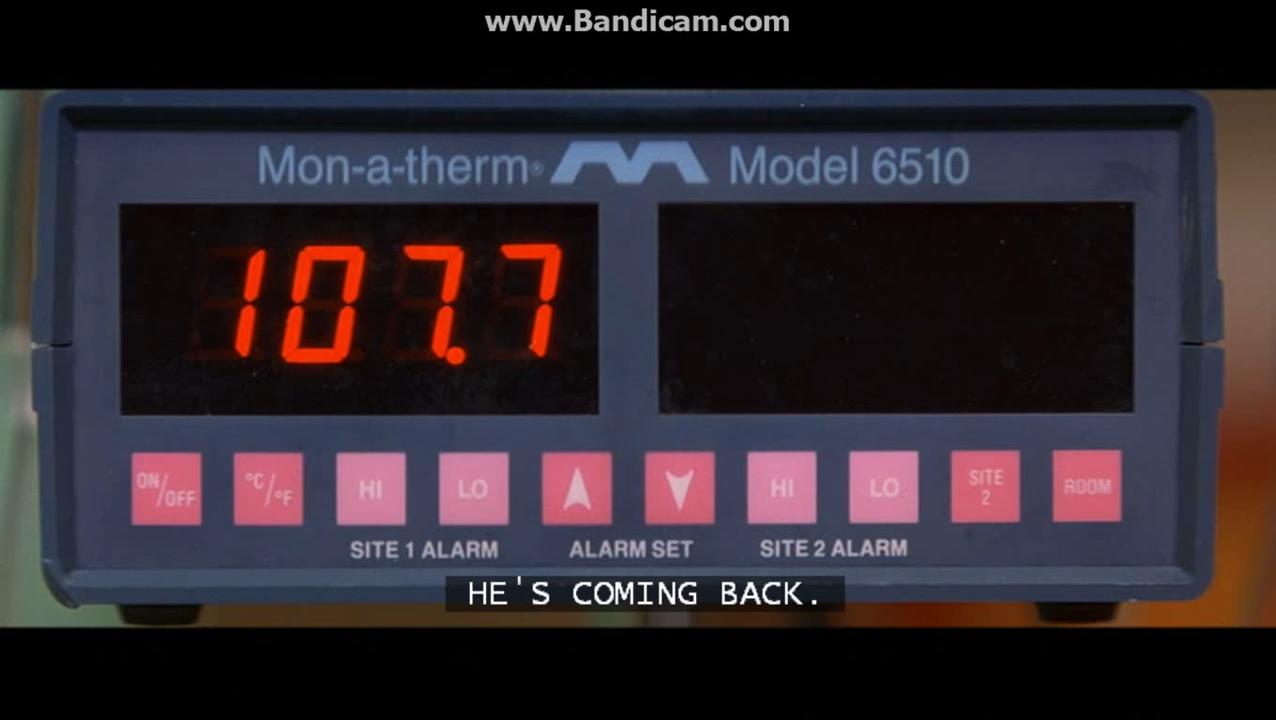 www.Bandicam.com
Mon-a-therm® Model 6510
107.7
ON/OFF °C/°F HI LO HI LO SITE 2 ROOM
SITE 1 ALARM ALARM SET SITE 2 ALARM
HE'S COMING BACK.